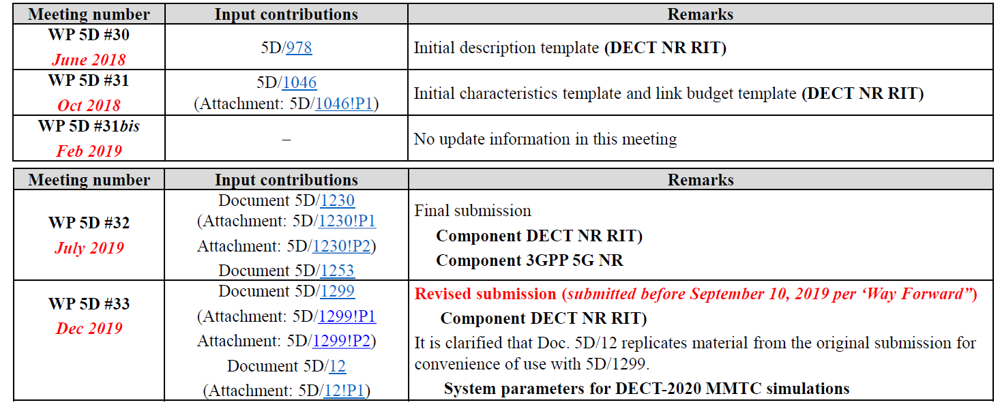 Meeting number Input contributions Remarks
WP 5D #30
June 2018
5D/978
Initial description template (DECT NR RIT)
WP 5D #31
Oct 2018
5D/1046
(Attachment: 5D/1046!P1)
Initial characteristics template and link budget template (DECT NR RIT)
WP 5D #31bis
Feb 2019
–
No update information in this meeting
Meeting number Input contributions Remarks
WP 5D #32
July 2019
Document 5D/1230
(Attachment: 5D/1230!P1
Attachment: 5D/1230!P2)
Document 5D/1253
Final submission
Component DECT NR RIT)
Component 3GPP 5G NR
WP 5D #33
Dec 2019
Document 5D/1299
(Attachment: 5D/1299!P1
Attachment: 5D/1299!P2)
Document 5D/12
(Attachment: 5D/12!P1)
Revised submission (submitted before September 10, 2019 per ‘Way Forward”)
Component DECT NR RIT)
It is clarified that Doc. 5D/12 replicates material from the original submission for
convenience of use with 5D/1299.
System parameters for DECT-2020 MMTC simulations